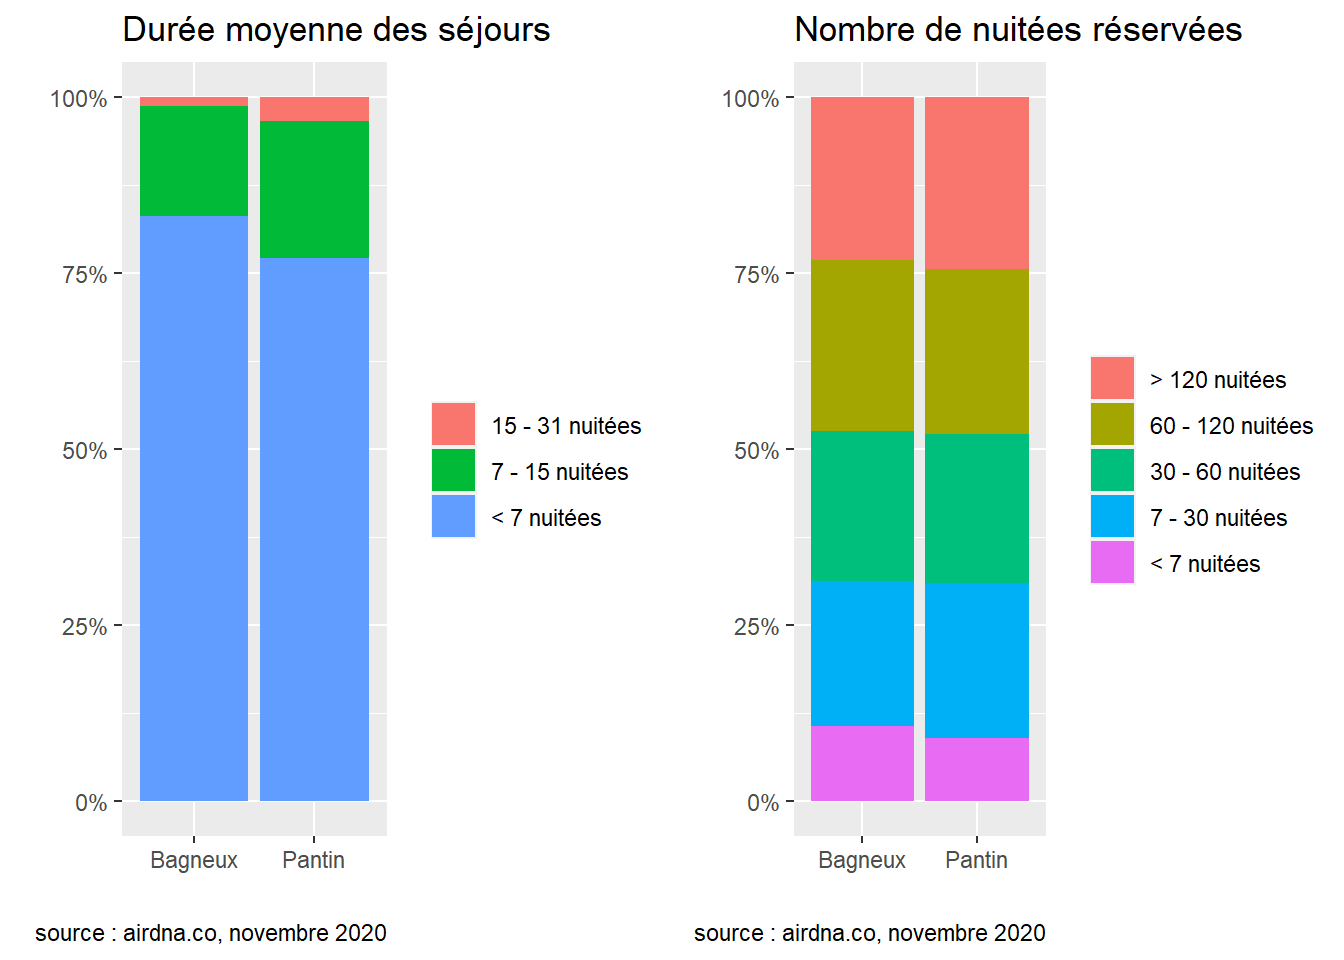 Durée moyenne des séjours
100%
75%
50%
25%
0%
Bagneux
Pantin
15 - 31 nuitées
7 - 15 nuitées
< 7 nuitées
source : airdna.co, novembre 2020
Nombre de nuitées réservées
100%
75%
50%
25%
0%
Bagneux
Pantin
> 120 nuitées
60 - 120 nuitées
30 - 60 nuitées
7 - 30 nuitées
< 7 nuitées
source : airdna.co, novembre 2020